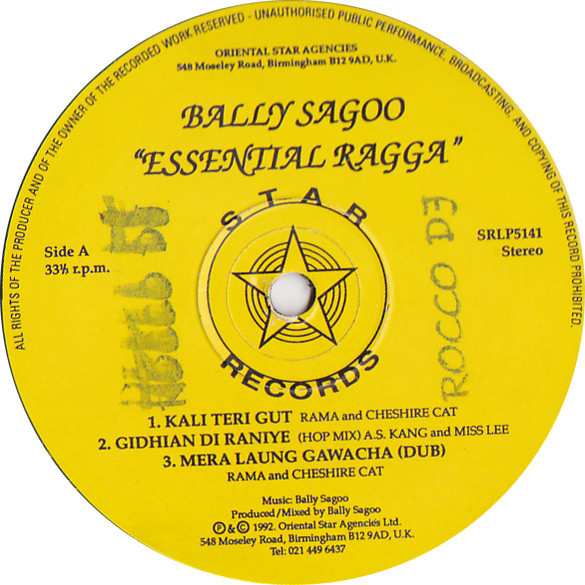 ALL RIGHTS OF THE PRODUCER AND OF THE OWNER OF THE RECORDED WORK RESERVED - UNAUTHORISED PUBLIC PERFORMANCE, BROADCASTING, AND COPYING OF THIS RECORD PROHIBITED.
ORIENTAL STAR AGENCIES
548 Moseley Road, Birmingham B12 9AD, U.K.
BALLY SAGOO
"ESSENTIAL RAGGA"
STAR
Side A
33⅓ r.p.m.
SRLP5141
Stereo
ROCCO DJ
RECORDS
1. KALI TERI GUT RAMA and CHESHIRE CAT
2. GIDHIAN DI RANIYE (HOP MIX) A.S. KANG and MISS LEE
3. MERA LAUNG GAWACHA (DUB)
RAMA and CHESHIRE CAT
Music: Bally Sagoo
Produced/Mixed by Bally Sagoo
℗ & © 1992. Oriental Star Agencies Ltd.
548 Moseley Road, Birmingham B12 9AD, U.K.
Tel: 021 449 6437